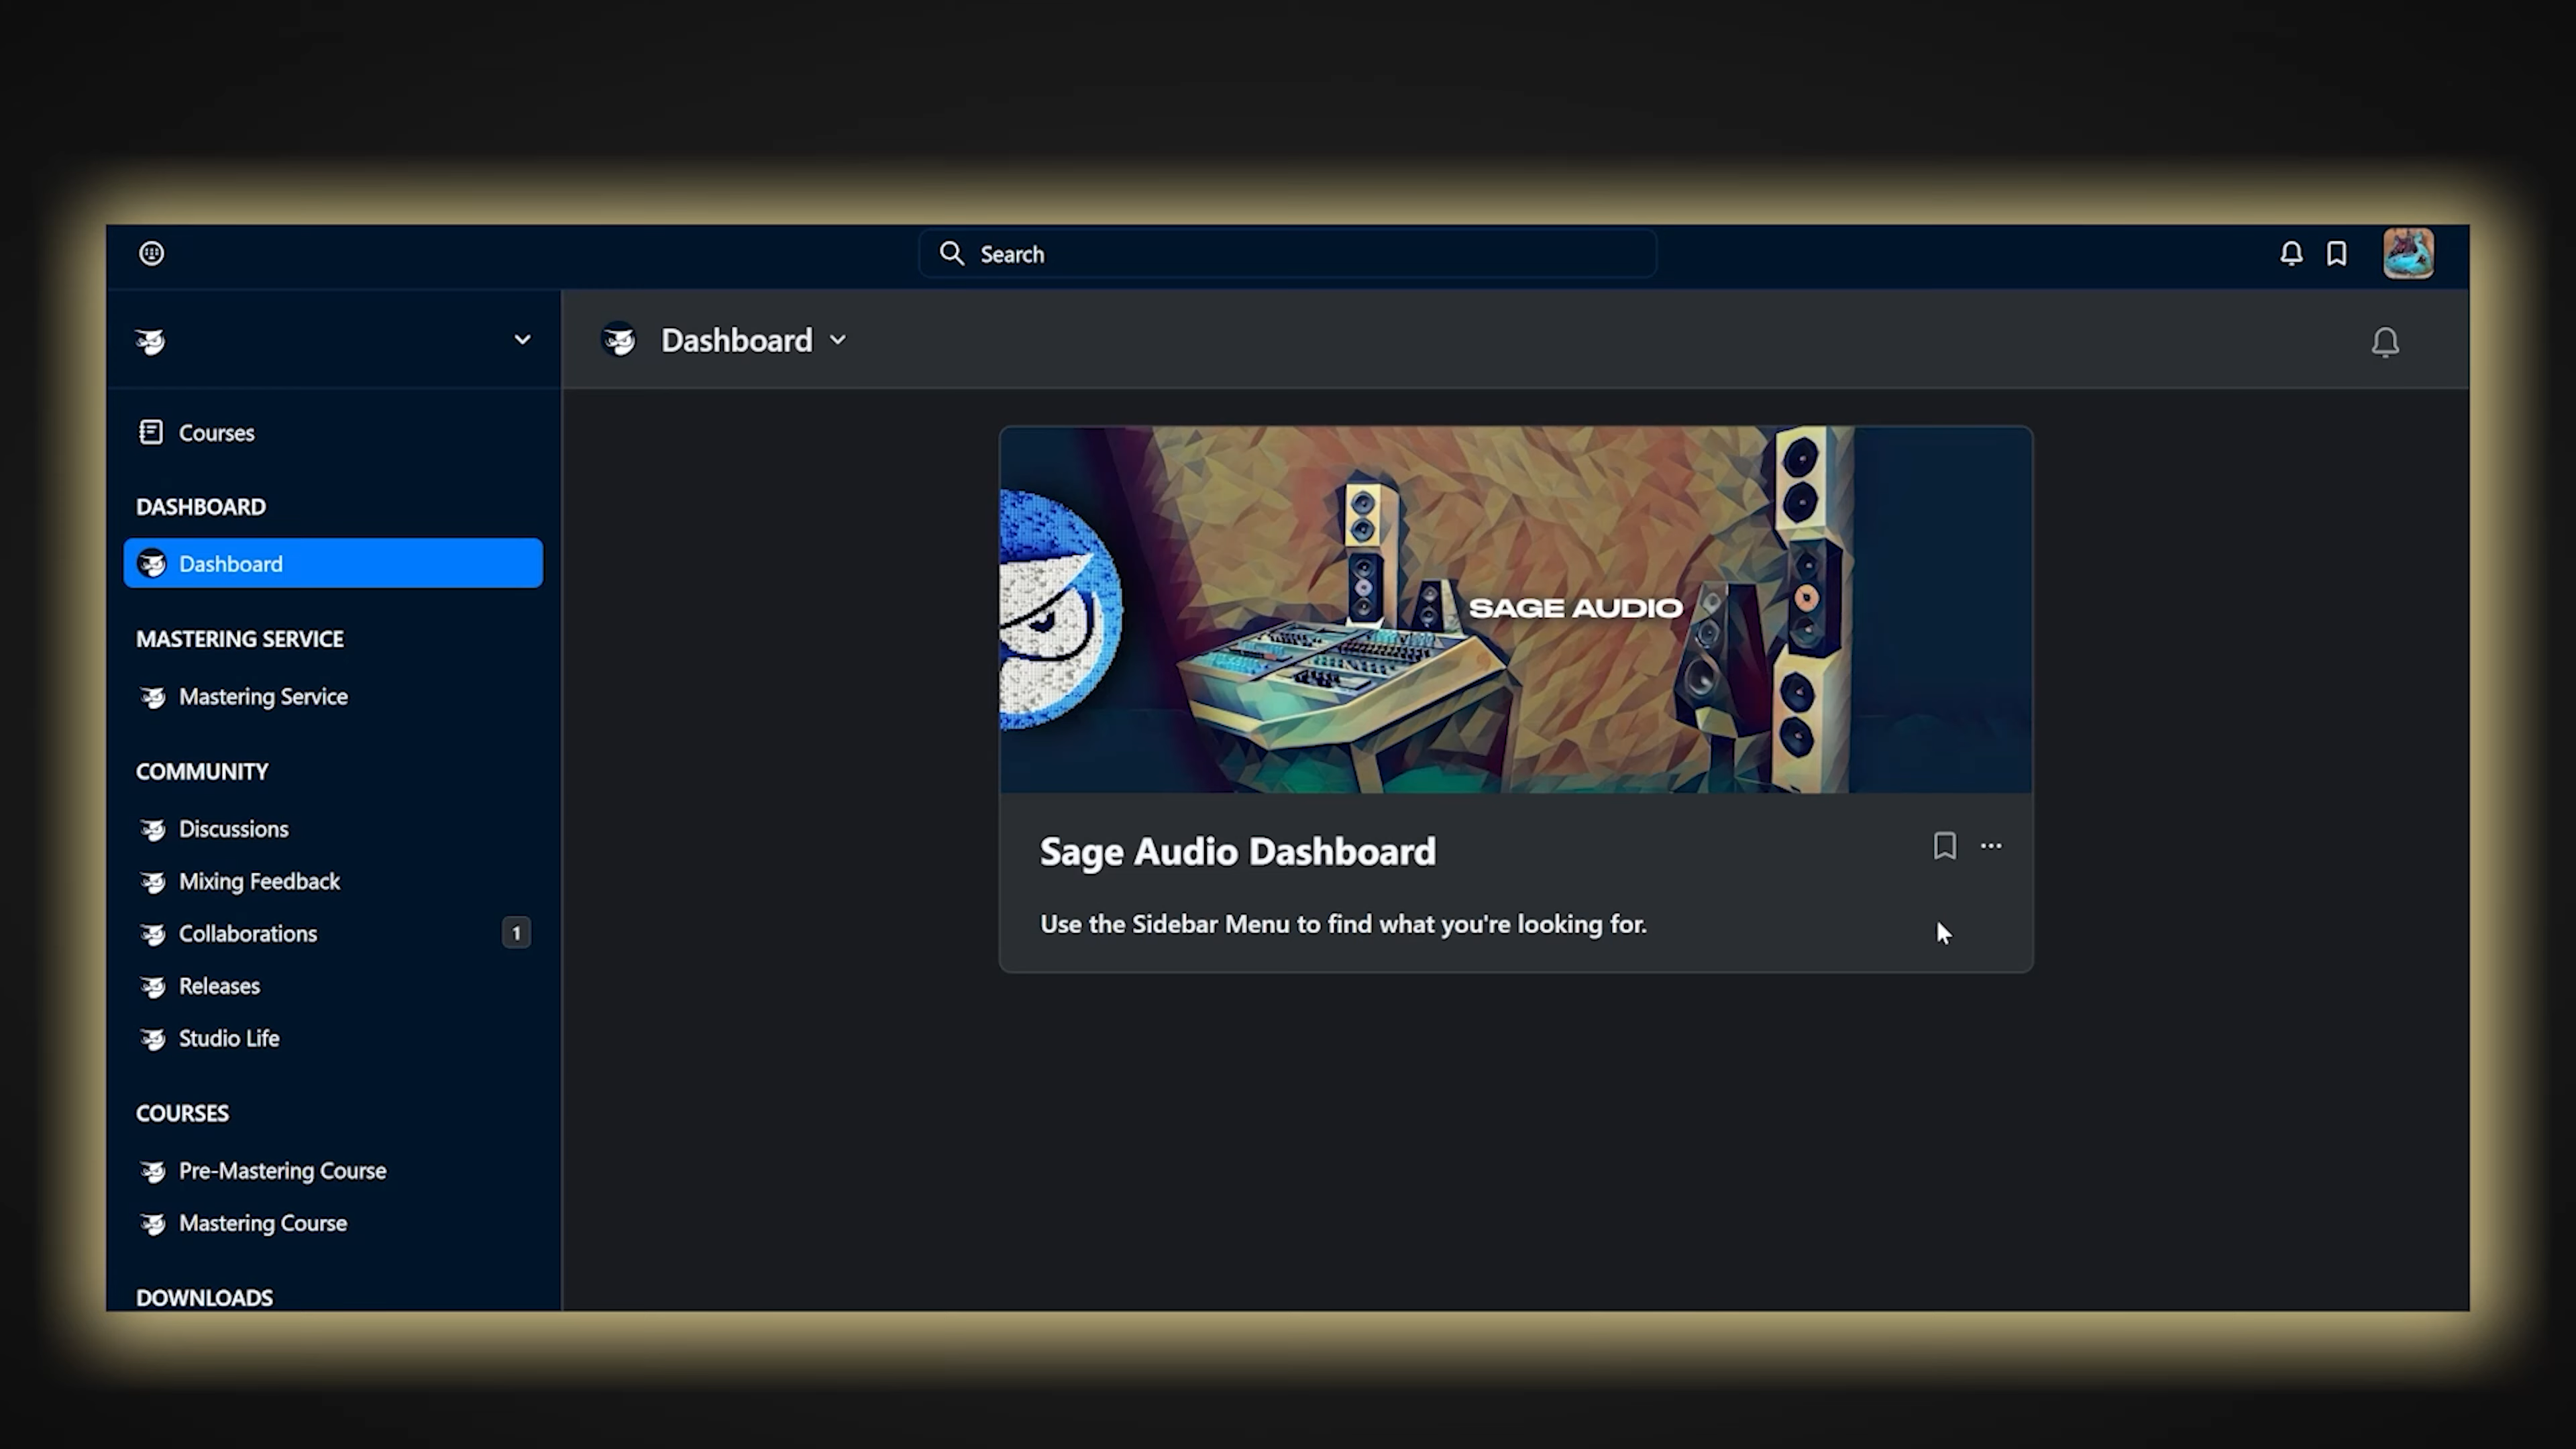 Search
Dashboard
Courses
DASHBOARD
Dashboard
MASTERING SERVICE
Mastering Service
COMMUNITY
Discussions
Mixing Feedback
Collaborations 1
Releases
Studio Life
COURSES
Pre-Mastering Course
Mastering Course
DOWNLOADS
SAGE AUDIO
Sage Audio Dashboard
Use the Sidebar Menu to find what you're looking for.